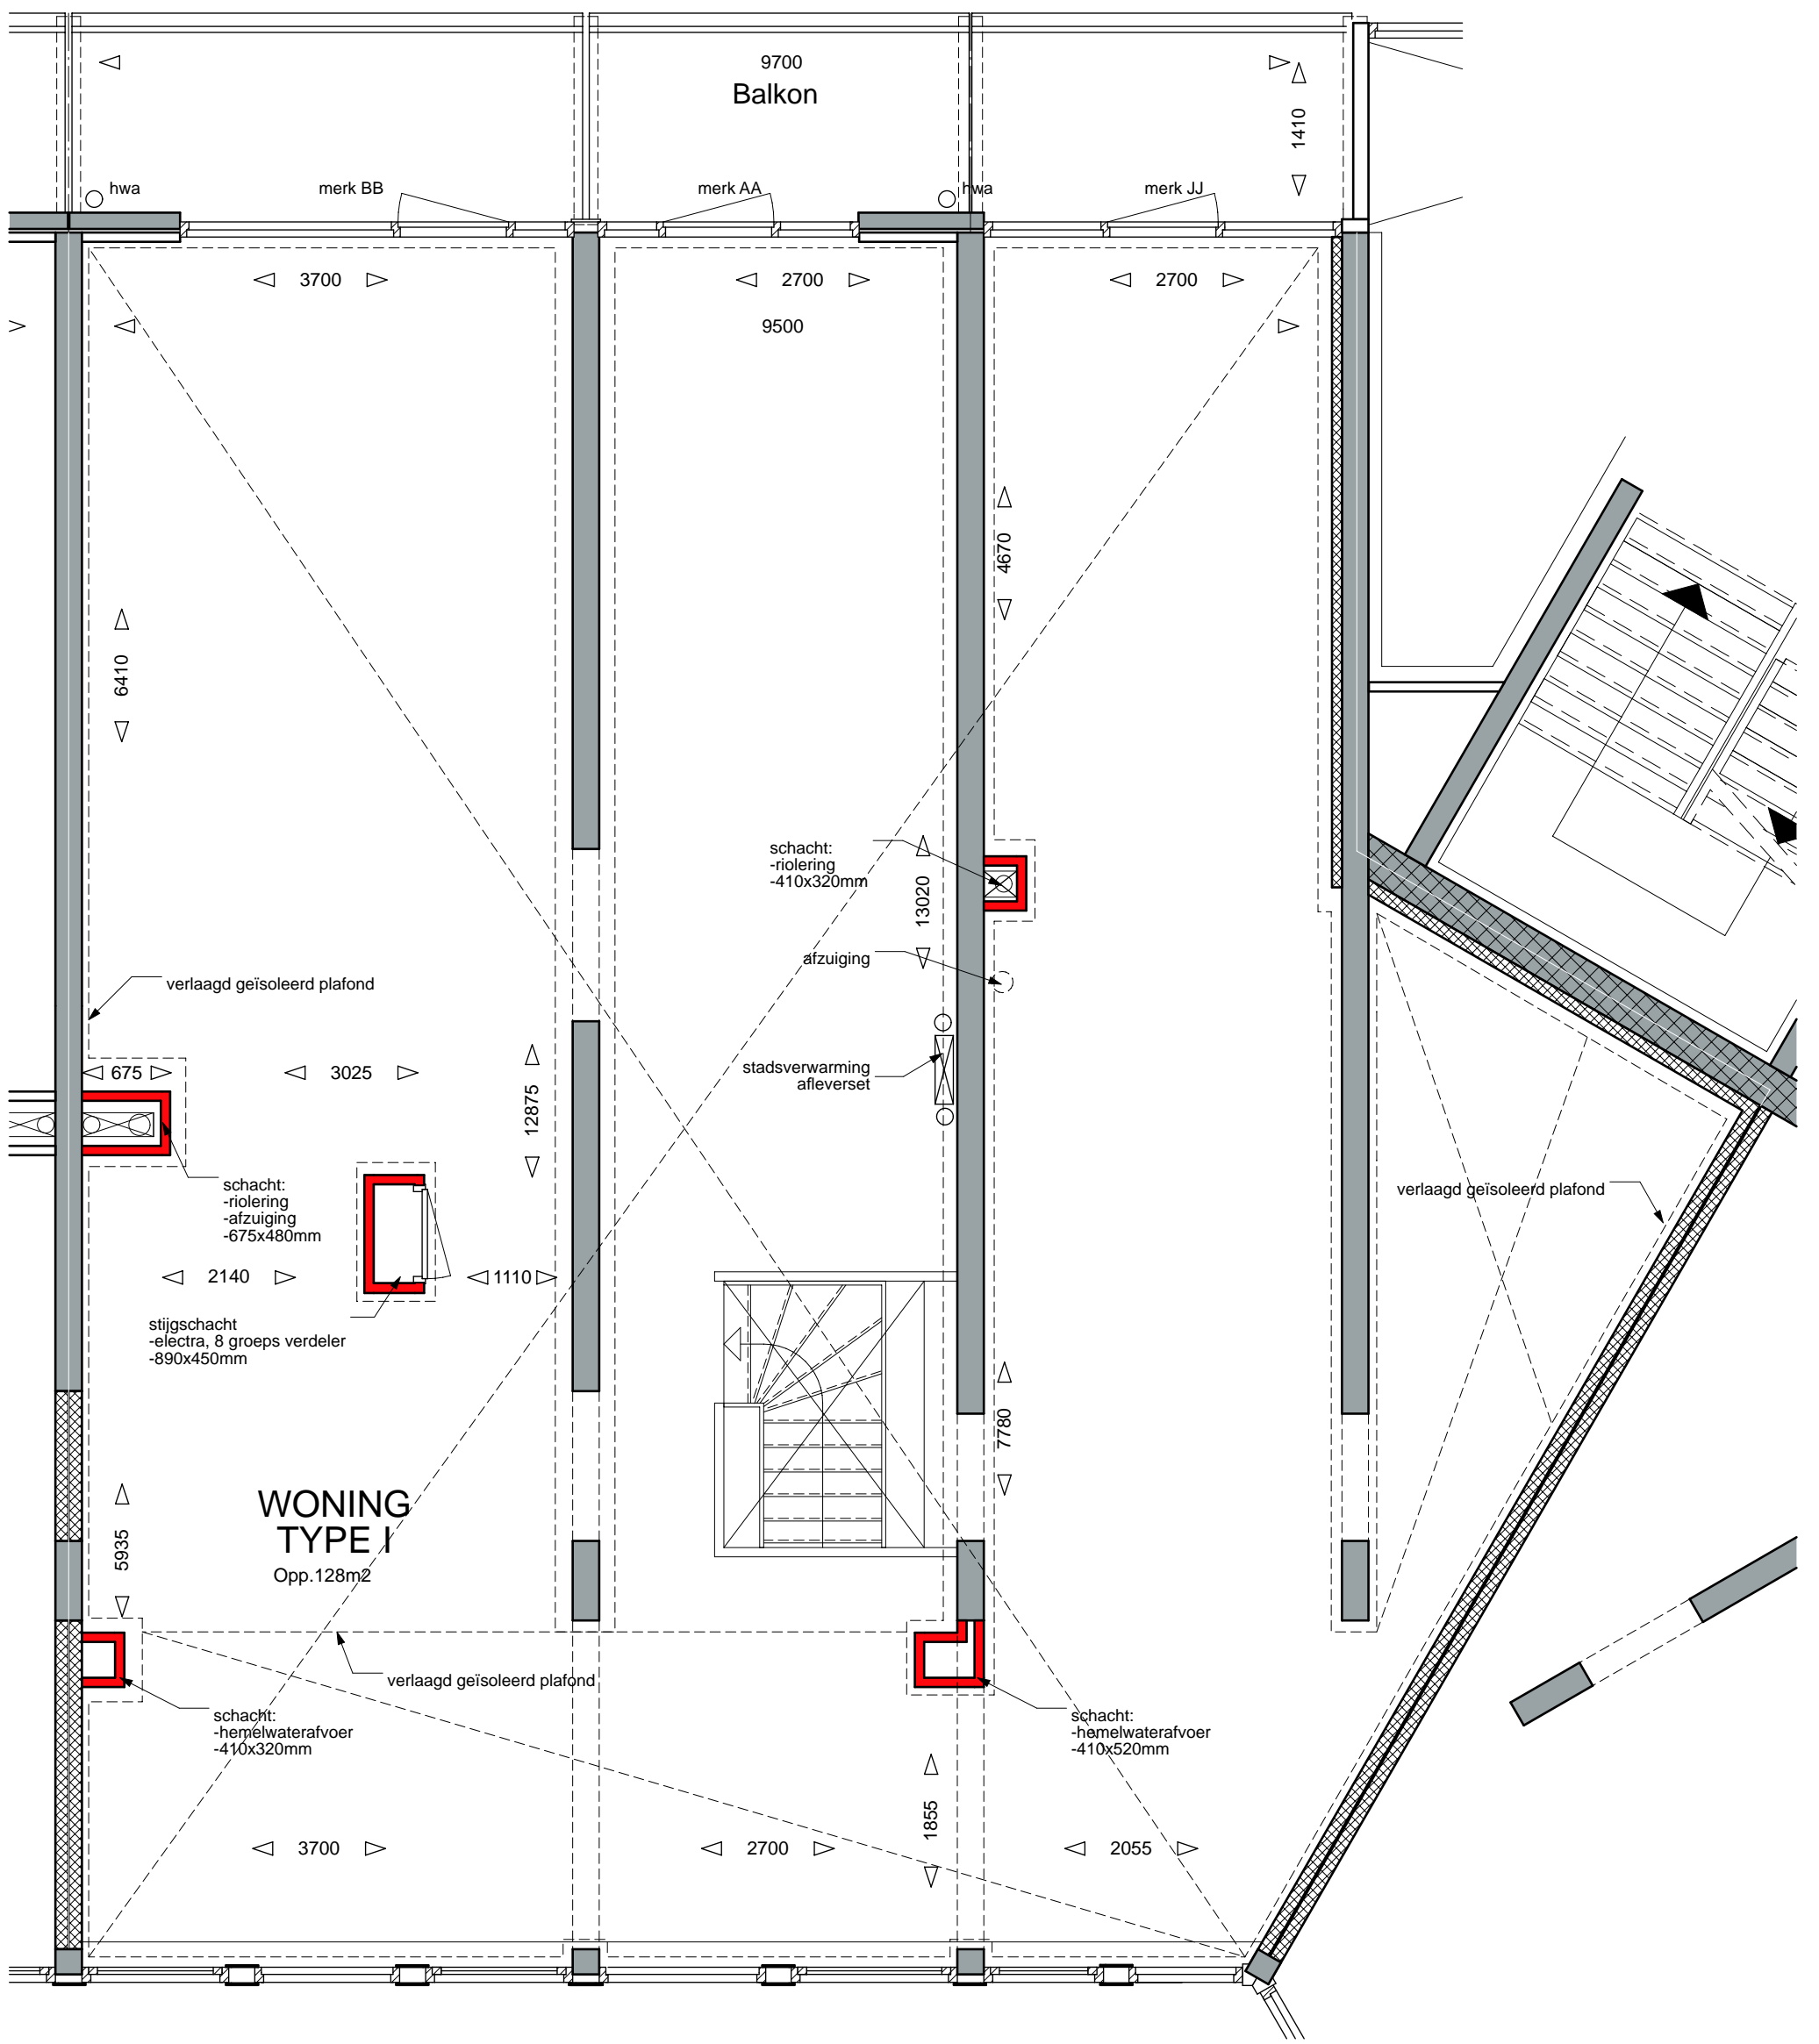 9700
Balkon
1410
hwa
merk BB
merk AA
hwa
merk JJ
3700
2700
2700
9500
4670
6410
schacht:
-riolering
-410x320mm
13020
afzuiging
verlaagd geïsoleerd plafond
675
3025
12875
stadsverwarming
afleverset
schacht:
-riolering
-afzuiging
-675x480mm
verlaagd geïsoleerd plafond
2140
1110
stijgschacht
-electra, 8 groeps verdeler
-890x450mm
7780
WONING
TYPE I
Opp.128m2
5935
verlaagd geïsoleerd plafond
schacht:
-hemelwaterafvoer
-410x320mm
schacht:
-hemelwaterafvoer
-410x520mm
1855
3700
2700
2055